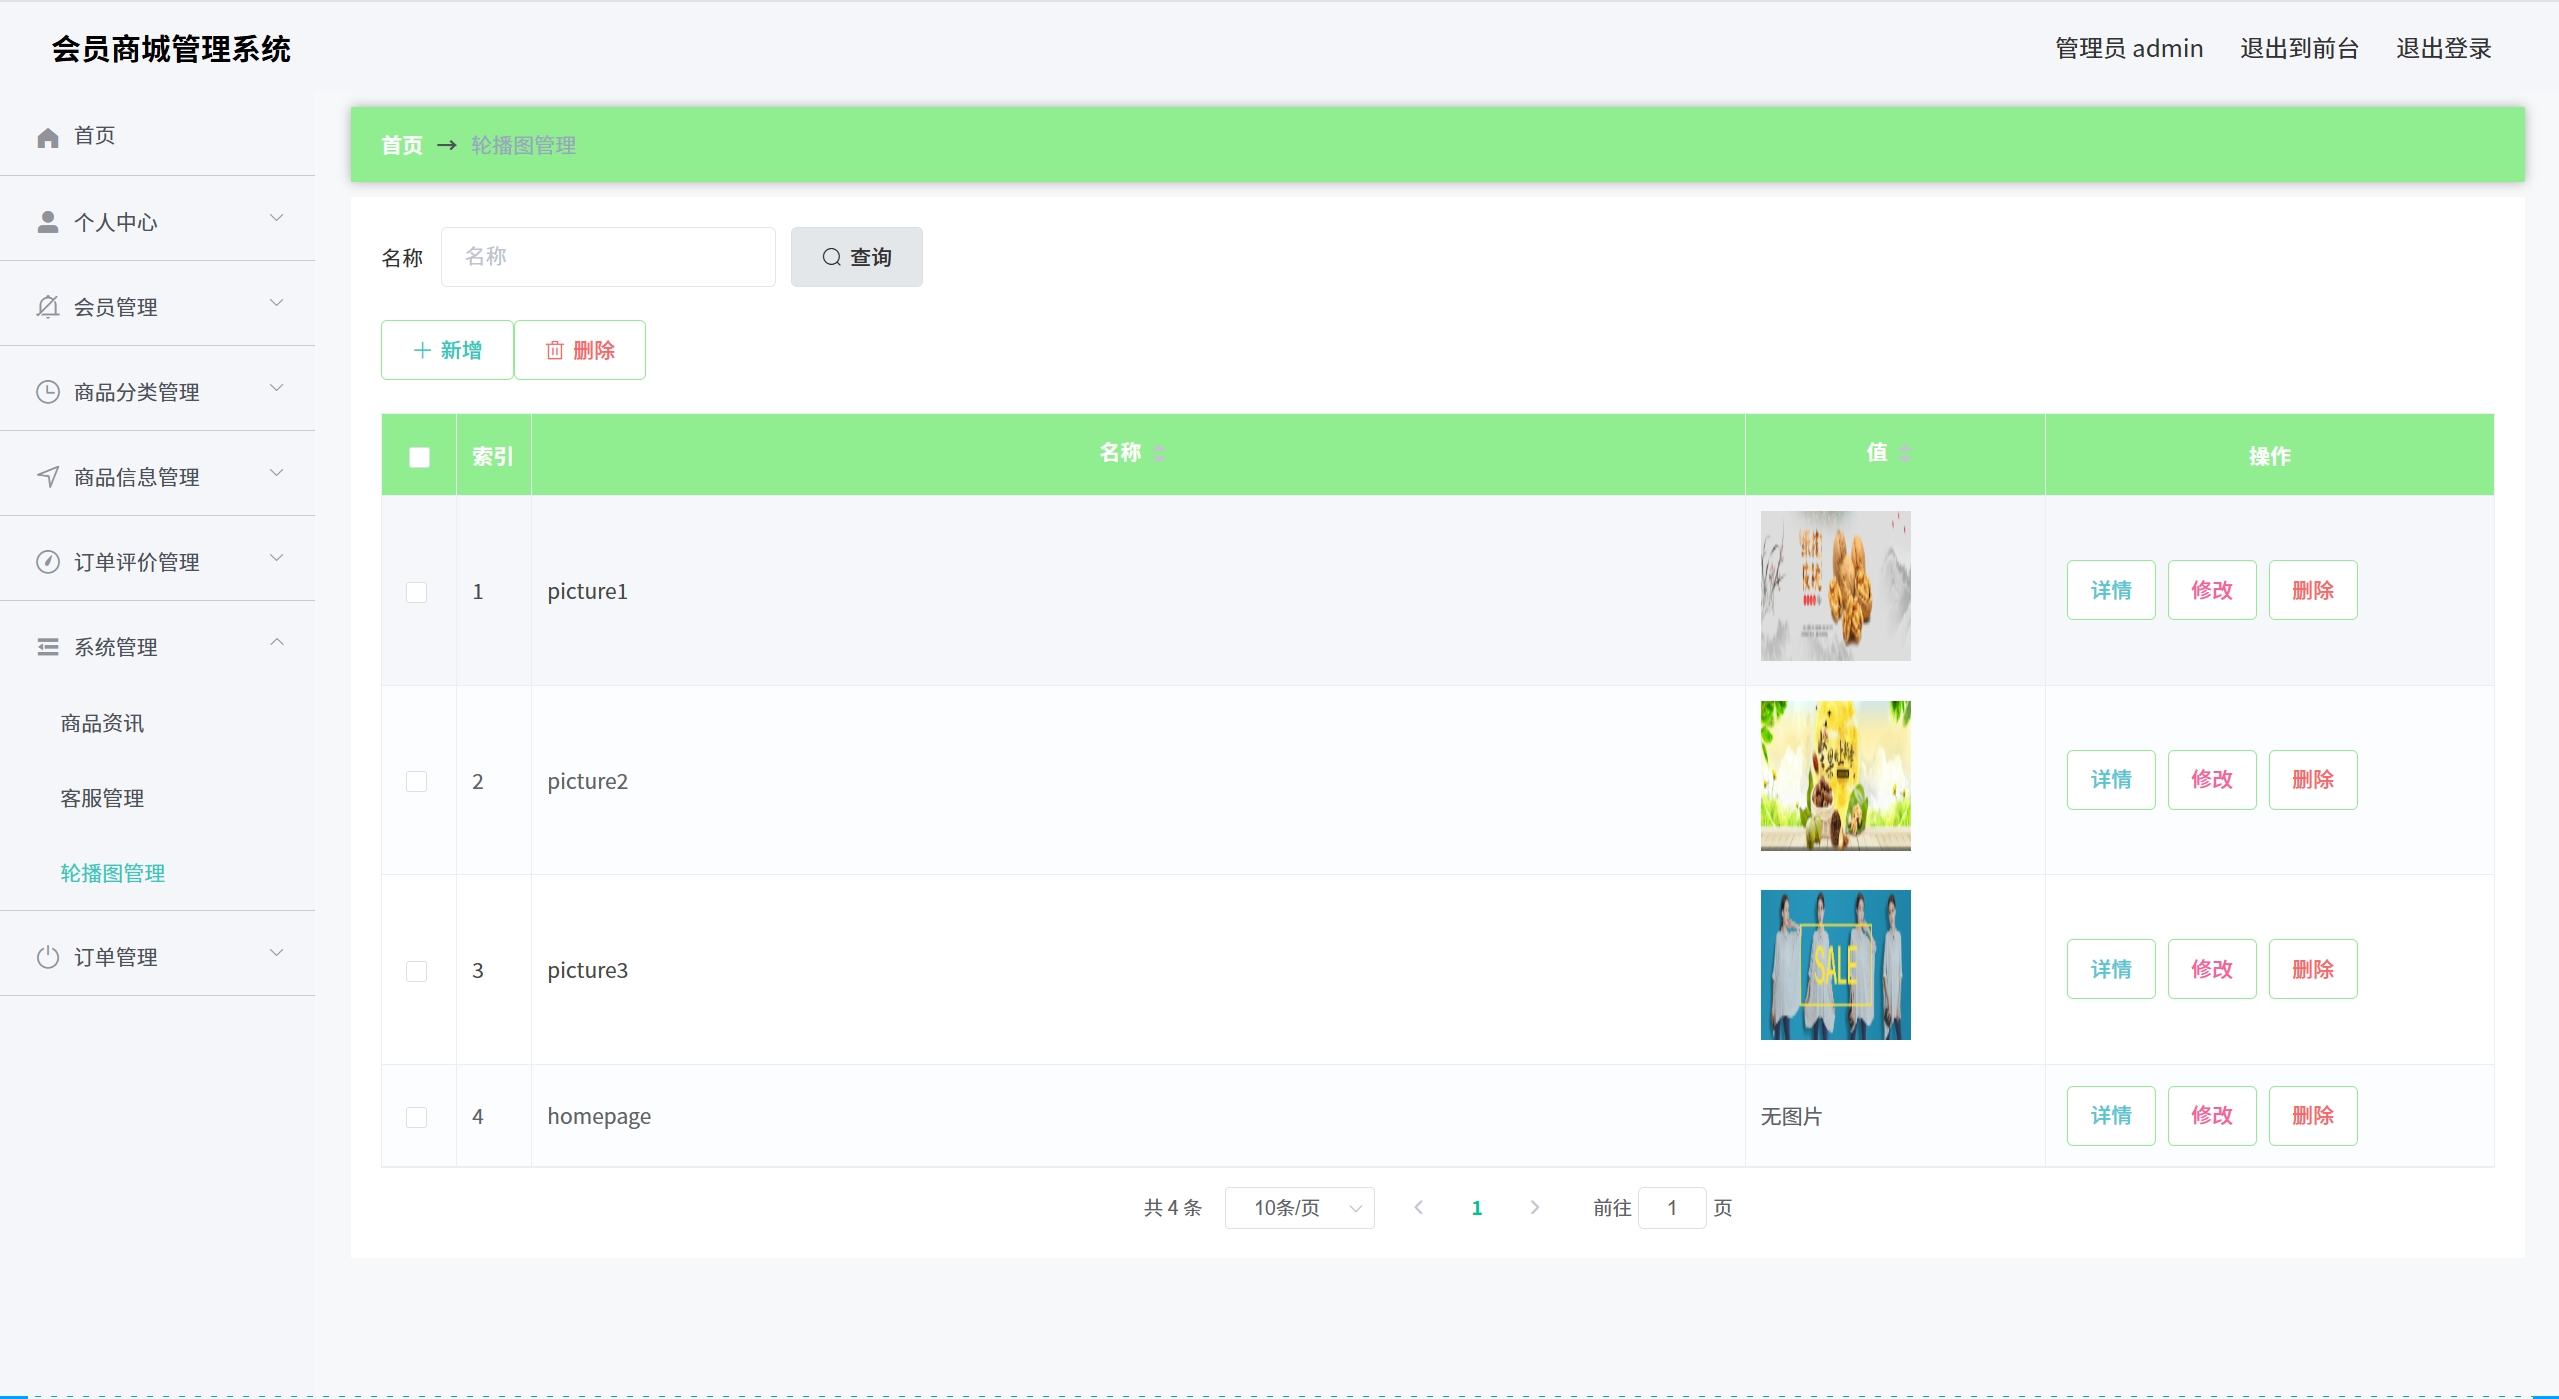 会员商城管理系统
管理员 admin 退出到前台 退出登录
首页
个人中心
会员管理
商品分类管理
商品信息管理
订单评价管理
系统管理
商品资讯
客服管理
轮播图管理
订单管理
首页 → 轮播图管理
名称 名称 查询
新增 删除
索引 名称 值 操作
1 picture1 详情 修改 删除
2 picture2 详情 修改 删除
3 picture3 SALE 详情 修改 删除
4 homepage 无图片 详情 修改 删除
共 4 条 10条/页 1 前往 1 页